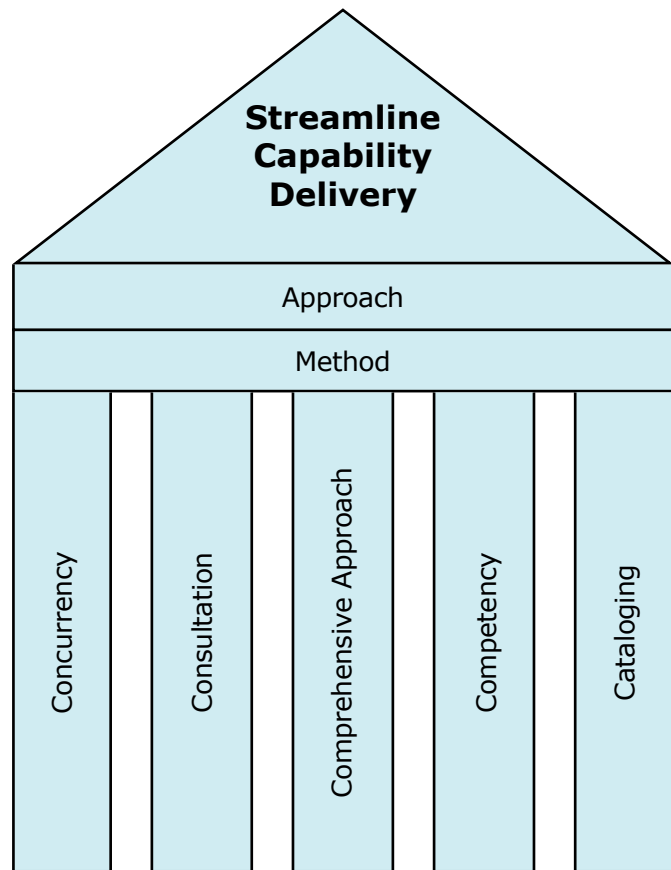 Streamline
Capability
Delivery
Approach
Method
Concurrency
Consultation
Comprehensive Approach
Competency
Cataloging